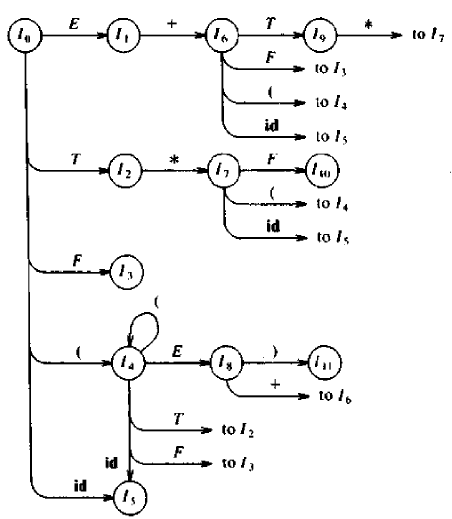 E + T *
I₀ I₁ I₆ I₉ to I₇
F
to I₃
(
to I₄
id
to I₅
T * F
I₂ I₇ I₁₀
(
to I₄
id
to I₅
F
I₃
(
( E )
I₄ I₈ I₁₁
+
to I₆
T
to I₂
F
id to I₃
id
I₅